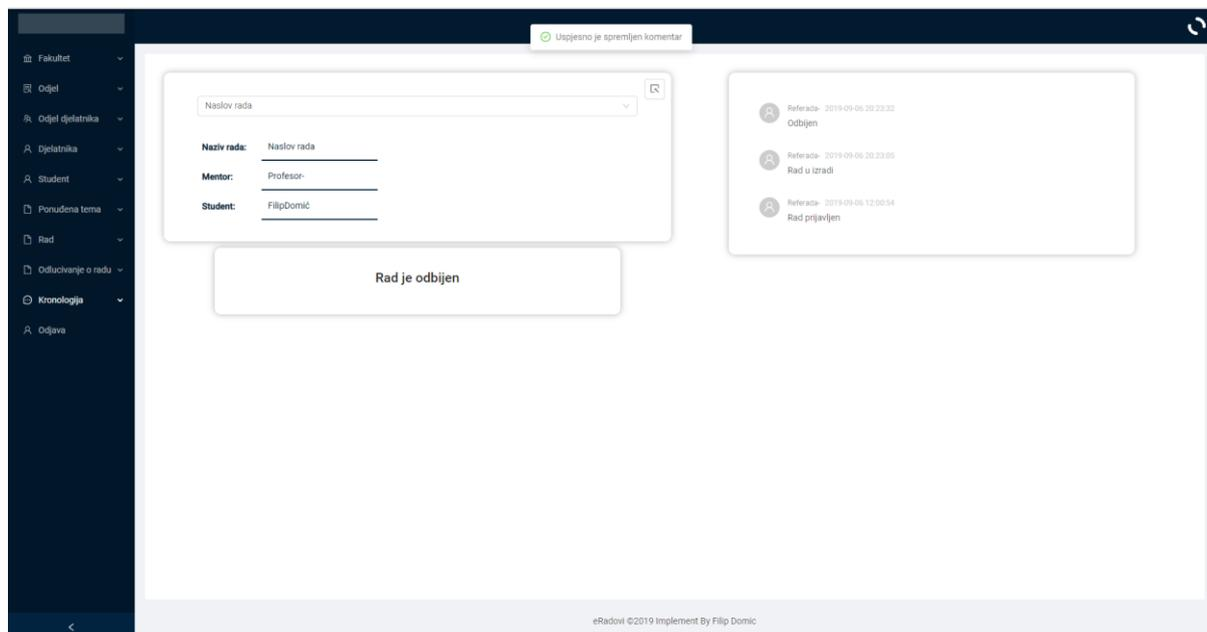 Uspjesno je spremljen komentar
Fakultet
Odjel
Odjel djelatnika
Djelatnika
Student
Ponuđena tema
Rad
Odlucivanje o radu
Kronologija
Odjava
Naslov rada
Naziv rada: Naslov rada
Mentor: Profesor-
Student: FilipDomić
Rad je odbijen
Referada- 2019-09-06 20:23:32
Odbijen
Referada- 2019-09-06 20:23:05
Rad u izradi
Referada- 2019-09-06 12:00:54
Rad prijavljen
eRadovi ©2019 Implement By Filip Domic